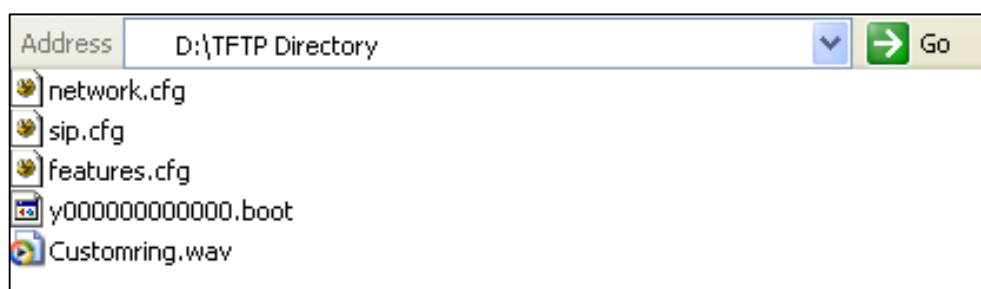 Address D:\TFTP Directory Go
network.cfg
sip.cfg
features.cfg
y000000000000.boot
Customring.wav